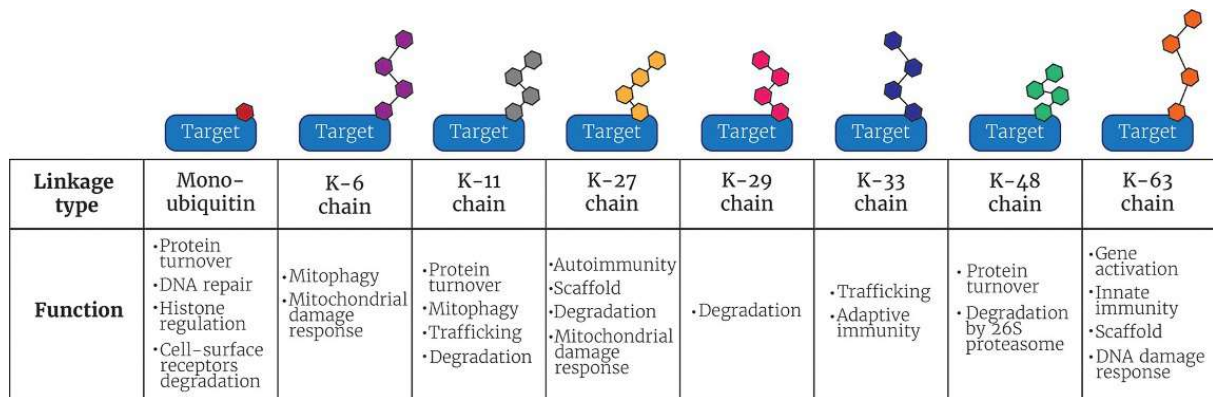 Target Target Target Target Target Target Target Target
Linkage type
Mono-ubiquitin
K-6 chain
K-11 chain
K-27 chain
K-29 chain
K-33 chain
K-48 chain
K-63 chain
Function
•Protein
turnover
•DNA repair
•Histone
regulation
•Cell-surface
receptors
degradation
•Mitophagy
•Mitochondrial
damage
response
•Protein
turnover
•Mitophagy
•Trafficking
•Degradation
•Autoimmunity
•Scaffold
•Degradation
•Mitochondrial
damage
response
•Degradation
•Trafficking
•Adaptive
immunity
•Protein
turnover
•Degradation
by 26S
proteasome
•Gene
activation
•Innate
immunity
•Scaffold
•DNA damage
response